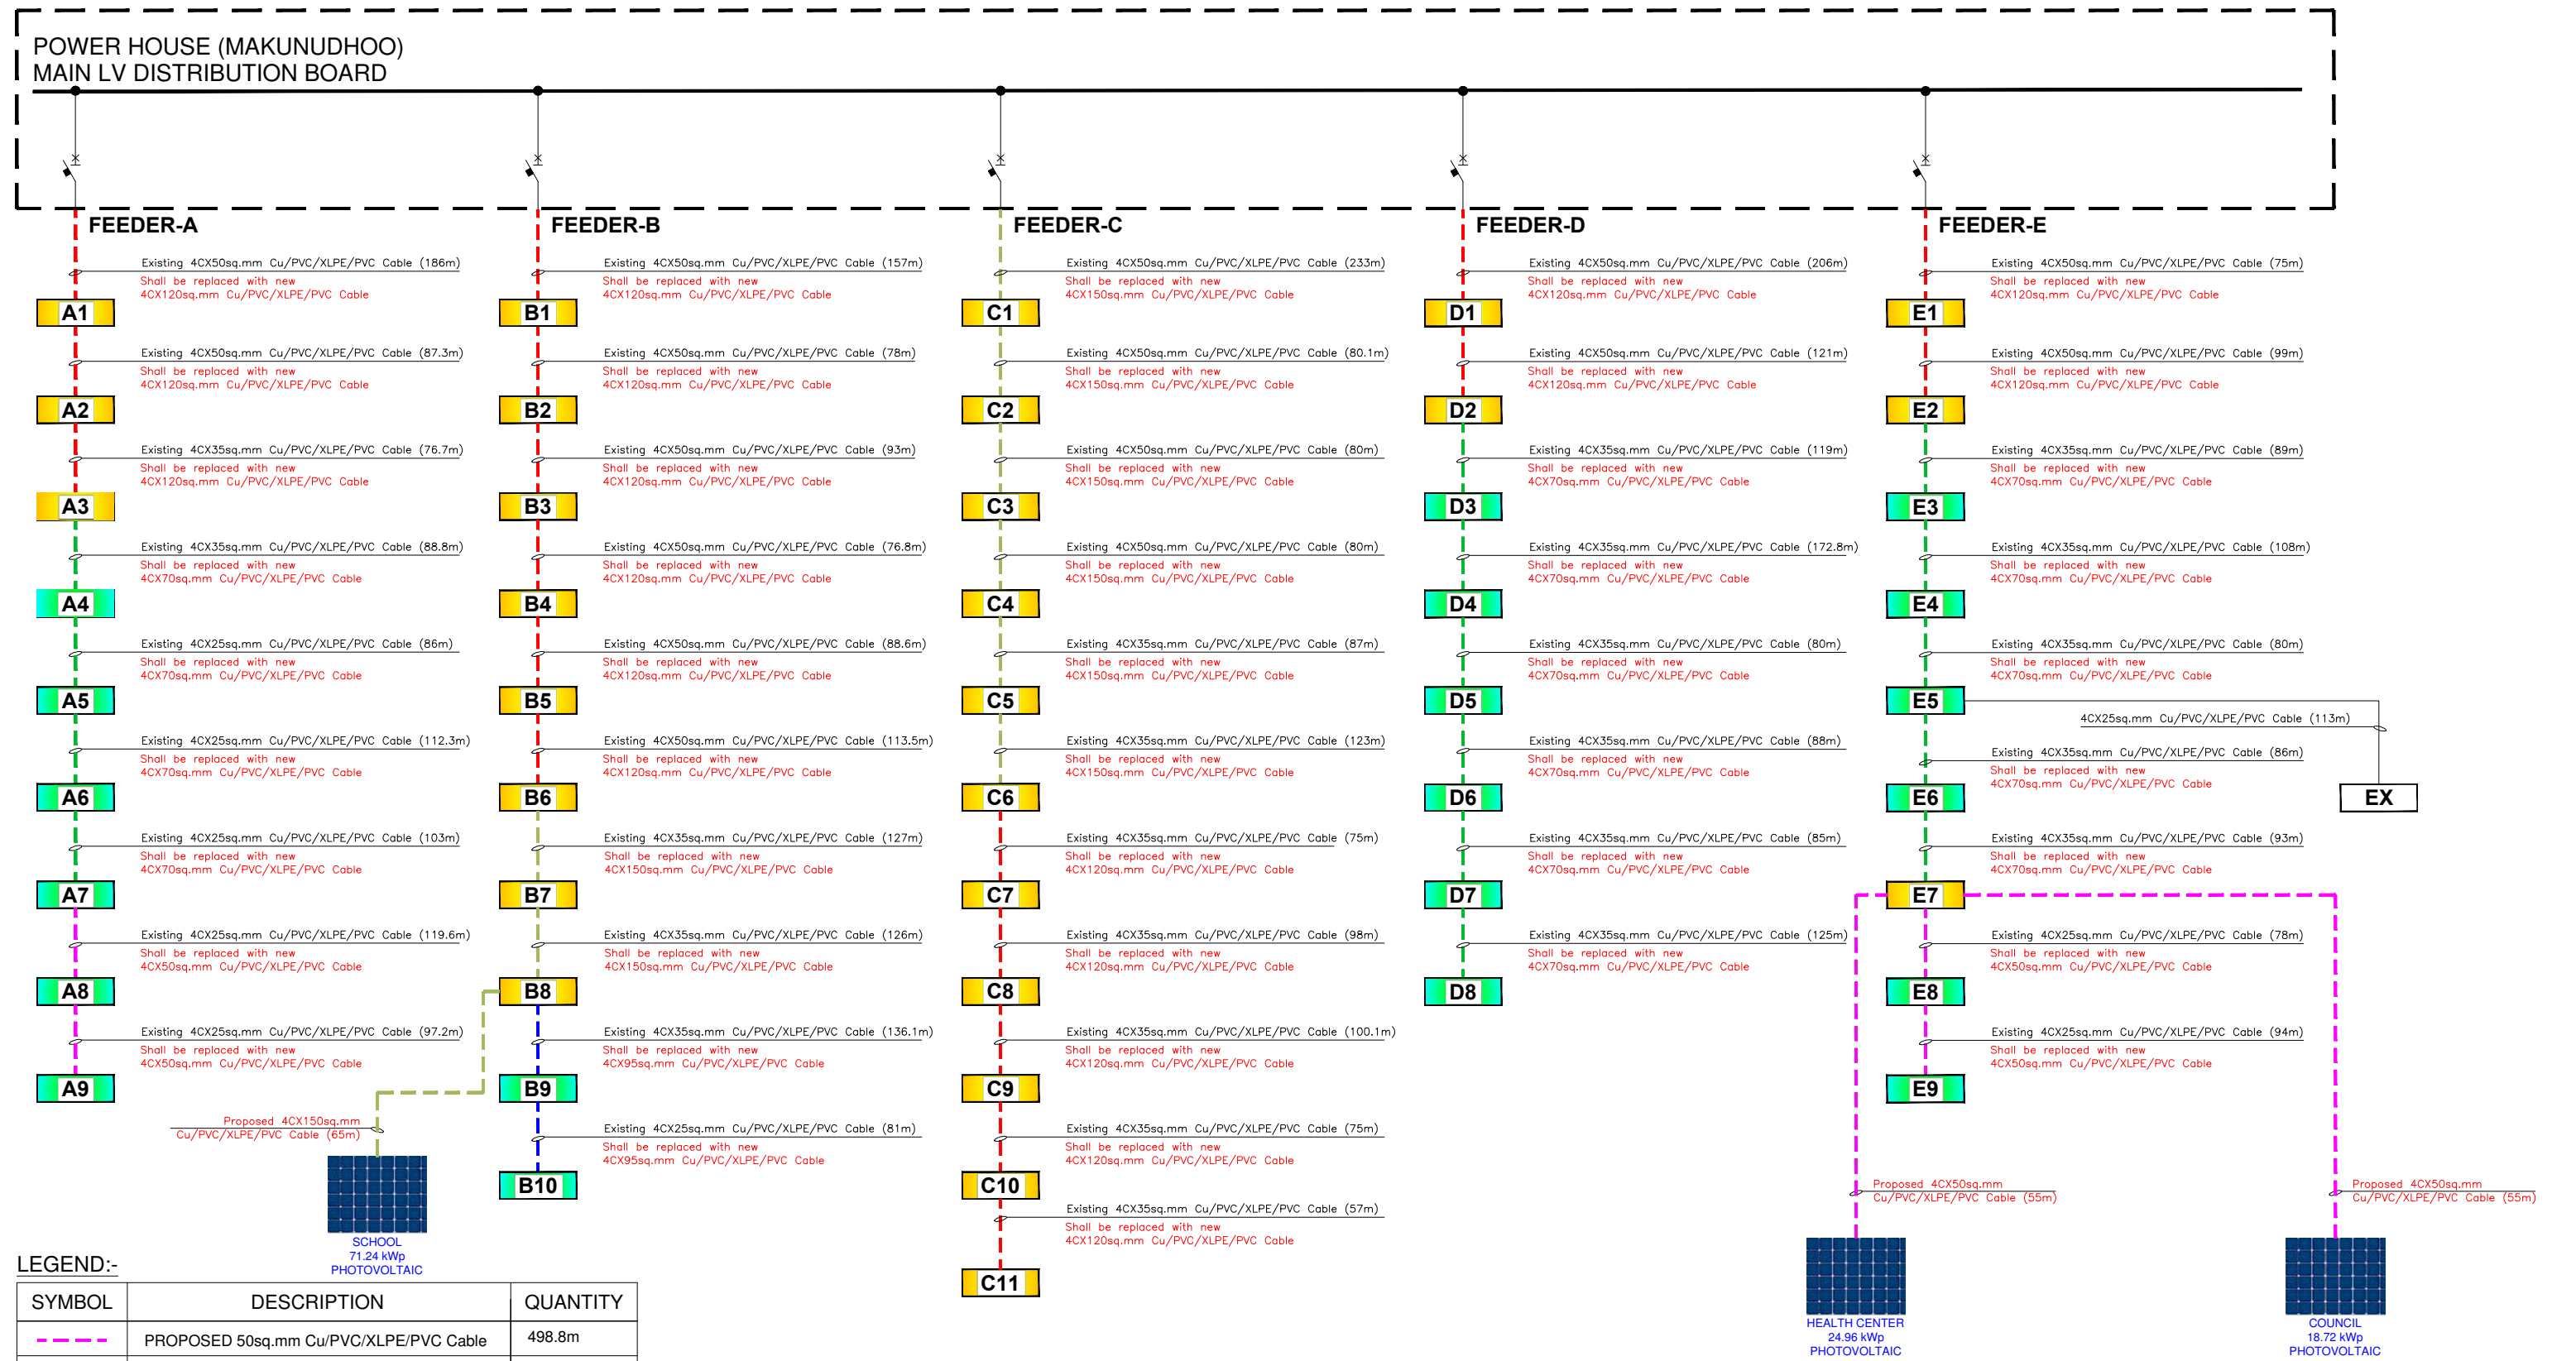 POWER HOUSE (MAKUNUDHOO)
MAIN LV DISTRIBUTION BOARD
FEEDER-A
Existing 4CX50sq.mm Cu/PVC/XLPE/PVC Cable (186m)
Shall be replaced with new
4CX120sq.mm Cu/PVC/XLPE/PVC Cable
A1
Existing 4CX50sq.mm Cu/PVC/XLPE/PVC Cable (87.3m)
Shall be replaced with new
4CX120sq.mm Cu/PVC/XLPE/PVC Cable
A2
Existing 4CX35sq.mm Cu/PVC/XLPE/PVC Cable (76.7m)
Shall be replaced with new
4CX120sq.mm Cu/PVC/XLPE/PVC Cable
A3
Existing 4CX35sq.mm Cu/PVC/XLPE/PVC Cable (88.8m)
Shall be replaced with new
4CX70sq.mm Cu/PVC/XLPE/PVC Cable
A4
Existing 4CX25sq.mm Cu/PVC/XLPE/PVC Cable (86m)
Shall be replaced with new
4CX70sq.mm Cu/PVC/XLPE/PVC Cable
A5
Existing 4CX25sq.mm Cu/PVC/XLPE/PVC Cable (112.3m)
Shall be replaced with new
4CX70sq.mm Cu/PVC/XLPE/PVC Cable
A6
Existing 4CX25sq.mm Cu/PVC/XLPE/PVC Cable (103m)
Shall be replaced with new
4CX70sq.mm Cu/PVC/XLPE/PVC Cable
A7
Existing 4CX25sq.mm Cu/PVC/XLPE/PVC Cable (119.6m)
Shall be replaced with new
4CX50sq.mm Cu/PVC/XLPE/PVC Cable
A8
Existing 4CX25sq.mm Cu/PVC/XLPE/PVC Cable (97.2m)
Shall be replaced with new
4CX50sq.mm Cu/PVC/XLPE/PVC Cable
A9
FEEDER-B
Existing 4CX50sq.mm Cu/PVC/XLPE/PVC Cable (157m)
Shall be replaced with new
4CX120sq.mm Cu/PVC/XLPE/PVC Cable
B1
Existing 4CX50sq.mm Cu/PVC/XLPE/PVC Cable (78m)
Shall be replaced with new
4CX120sq.mm Cu/PVC/XLPE/PVC Cable
B2
Existing 4CX50sq.mm Cu/PVC/XLPE/PVC Cable (93m)
Shall be replaced with new
4CX120sq.mm Cu/PVC/XLPE/PVC Cable
B3
Existing 4CX50sq.mm Cu/PVC/XLPE/PVC Cable (76.8m)
Shall be replaced with new
4CX120sq.mm Cu/PVC/XLPE/PVC Cable
B4
Existing 4CX50sq.mm Cu/PVC/XLPE/PVC Cable (88.6m)
Shall be replaced with new
4CX120sq.mm Cu/PVC/XLPE/PVC Cable
B5
Existing 4CX50sq.mm Cu/PVC/XLPE/PVC Cable (113.5m)
Shall be replaced with new
4CX120sq.mm Cu/PVC/XLPE/PVC Cable
B6
Existing 4CX35sq.mm Cu/PVC/XLPE/PVC Cable (127m)
Shall be replaced with new
4CX150sq.mm Cu/PVC/XLPE/PVC Cable
B7
Existing 4CX35sq.mm Cu/PVC/XLPE/PVC Cable (126m)
Shall be replaced with new
4CX150sq.mm Cu/PVC/XLPE/PVC Cable
B8
Existing 4CX35sq.mm Cu/PVC/XLPE/PVC Cable (136.1m)
Shall be replaced with new
4CX95sq.mm Cu/PVC/XLPE/PVC Cable
B9
Existing 4CX25sq.mm Cu/PVC/XLPE/PVC Cable (81m)
Shall be replaced with new
4CX95sq.mm Cu/PVC/XLPE/PVC Cable
B10
Proposed 4CX150sq.mm
Cu/PVC/XLPE/PVC Cable (65m)
SCHOOL
71.24 kWp
PHOTOVOLTAIC
FEEDER-C
Existing 4CX50sq.mm Cu/PVC/XLPE/PVC Cable (233m)
Shall be replaced with new
4CX150sq.mm Cu/PVC/XLPE/PVC Cable
C1
Existing 4CX50sq.mm Cu/PVC/XLPE/PVC Cable (80.1m)
Shall be replaced with new
4CX150sq.mm Cu/PVC/XLPE/PVC Cable
C2
Existing 4CX50sq.mm Cu/PVC/XLPE/PVC Cable (80m)
Shall be replaced with new
4CX150sq.mm Cu/PVC/XLPE/PVC Cable
C3
Existing 4CX50sq.mm Cu/PVC/XLPE/PVC Cable (80m)
Shall be replaced with new
4CX150sq.mm Cu/PVC/XLPE/PVC Cable
C4
Existing 4CX35sq.mm Cu/PVC/XLPE/PVC Cable (87m)
Shall be replaced with new
4CX150sq.mm Cu/PVC/XLPE/PVC Cable
C5
Existing 4CX35sq.mm Cu/PVC/XLPE/PVC Cable (123m)
Shall be replaced with new
4CX150sq.mm Cu/PVC/XLPE/PVC Cable
C6
Existing 4CX35sq.mm Cu/PVC/XLPE/PVC Cable (75m)
Shall be replaced with new
4CX120sq.mm Cu/PVC/XLPE/PVC Cable
C7
Existing 4CX35sq.mm Cu/PVC/XLPE/PVC Cable (98m)
Shall be replaced with new
4CX120sq.mm Cu/PVC/XLPE/PVC Cable
C8
Existing 4CX35sq.mm Cu/PVC/XLPE/PVC Cable (100.1m)
Shall be replaced with new
4CX120sq.mm Cu/PVC/XLPE/PVC Cable
C9
Existing 4CX35sq.mm Cu/PVC/XLPE/PVC Cable (75m)
Shall be replaced with new
4CX120sq.mm Cu/PVC/XLPE/PVC Cable
C10
Existing 4CX35sq.mm Cu/PVC/XLPE/PVC Cable (57m)
Shall be replaced with new
4CX120sq.mm Cu/PVC/XLPE/PVC Cable
C11
FEEDER-D
Existing 4CX50sq.mm Cu/PVC/XLPE/PVC Cable (206m)
Shall be replaced with new
4CX120sq.mm Cu/PVC/XLPE/PVC Cable
D1
Existing 4CX50sq.mm Cu/PVC/XLPE/PVC Cable (121m)
Shall be replaced with new
4CX120sq.mm Cu/PVC/XLPE/PVC Cable
D2
Existing 4CX35sq.mm Cu/PVC/XLPE/PVC Cable (119m)
Shall be replaced with new
4CX70sq.mm Cu/PVC/XLPE/PVC Cable
D3
Existing 4CX35sq.mm Cu/PVC/XLPE/PVC Cable (172.8m)
Shall be replaced with new
4CX70sq.mm Cu/PVC/XLPE/PVC Cable
D4
Existing 4CX35sq.mm Cu/PVC/XLPE/PVC Cable (80m)
Shall be replaced with new
4CX70sq.mm Cu/PVC/XLPE/PVC Cable
D5
Existing 4CX35sq.mm Cu/PVC/XLPE/PVC Cable (88m)
Shall be replaced with new
4CX70sq.mm Cu/PVC/XLPE/PVC Cable
D6
Existing 4CX35sq.mm Cu/PVC/XLPE/PVC Cable (85m)
Shall be replaced with new
4CX70sq.mm Cu/PVC/XLPE/PVC Cable
D7
Existing 4CX35sq.mm Cu/PVC/XLPE/PVC Cable (125m)
Shall be replaced with new
4CX70sq.mm Cu/PVC/XLPE/PVC Cable
D8
FEEDER-E
Existing 4CX50sq.mm Cu/PVC/XLPE/PVC Cable (75m)
Shall be replaced with new
4CX120sq.mm Cu/PVC/XLPE/PVC Cable
E1
Existing 4CX50sq.mm Cu/PVC/XLPE/PVC Cable (99m)
Shall be replaced with new
4CX120sq.mm Cu/PVC/XLPE/PVC Cable
E2
Existing 4CX35sq.mm Cu/PVC/XLPE/PVC Cable (89m)
Shall be replaced with new
4CX70sq.mm Cu/PVC/XLPE/PVC Cable
E3
Existing 4CX35sq.mm Cu/PVC/XLPE/PVC Cable (108m)
Shall be replaced with new
4CX70sq.mm Cu/PVC/XLPE/PVC Cable
E4
Existing 4CX35sq.mm Cu/PVC/XLPE/PVC Cable (80m)
Shall be replaced with new
4CX70sq.mm Cu/PVC/XLPE/PVC Cable
E5
4CX25sq.mm Cu/PVC/XLPE/PVC Cable (113m)
EX
Existing 4CX35sq.mm Cu/PVC/XLPE/PVC Cable (86m)
Shall be replaced with new
4CX70sq.mm Cu/PVC/XLPE/PVC Cable
E6
Existing 4CX35sq.mm Cu/PVC/XLPE/PVC Cable (93m)
Shall be replaced with new
4CX70sq.mm Cu/PVC/XLPE/PVC Cable
E7
Existing 4CX25sq.mm Cu/PVC/XLPE/PVC Cable (78m)
Shall be replaced with new
4CX50sq.mm Cu/PVC/XLPE/PVC Cable
E8
Existing 4CX25sq.mm Cu/PVC/XLPE/PVC Cable (94m)
Shall be replaced with new
4CX50sq.mm Cu/PVC/XLPE/PVC Cable
E9
Proposed 4CX50sq.mm
Cu/PVC/XLPE/PVC Cable (55m)
HEALTH CENTER
24.96 kWp
PHOTOVOLTAIC
Proposed 4CX50sq.mm
Cu/PVC/XLPE/PVC Cable (55m)
COUNCIL
18.72 kWp
PHOTOVOLTAIC
LEGEND:-
SYMBOL DESCRIPTION QUANTITY
PROPOSED 50sq.mm Cu/PVC/XLPE/PVC Cable 498.8m